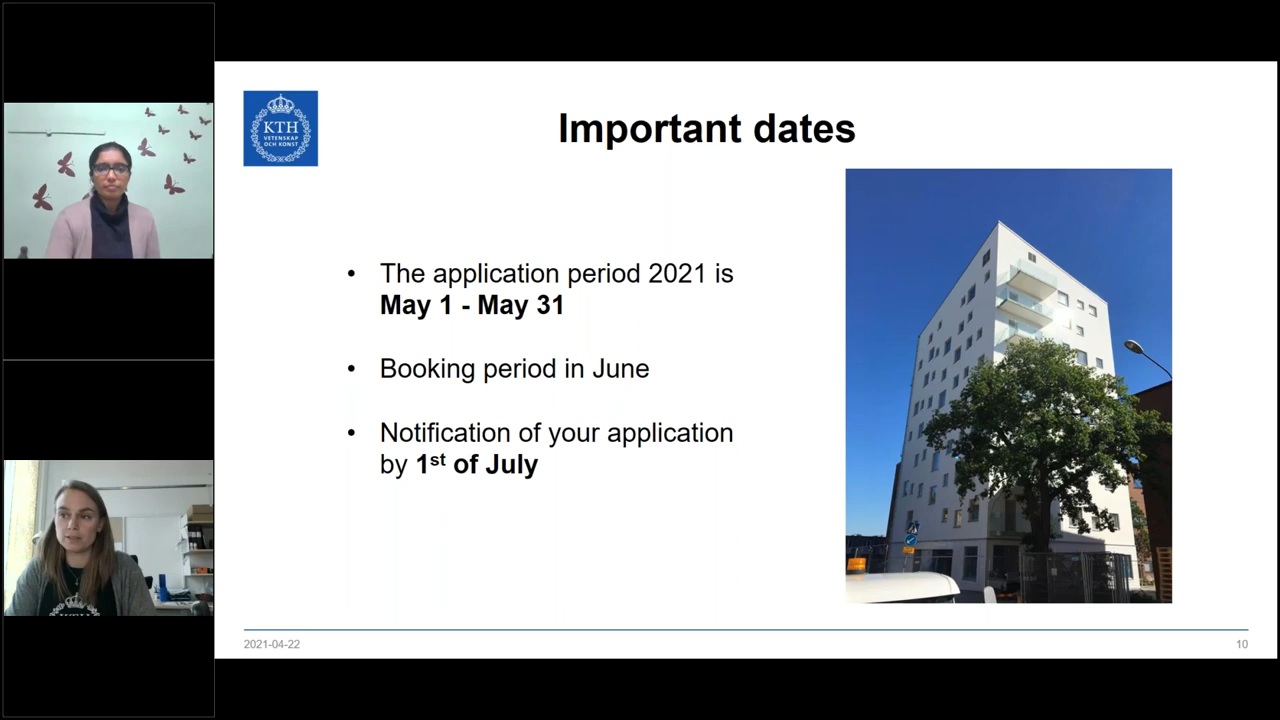 KTH
VETENSKAP
OCH KONST
Important dates
• The application period 2021 is
May 1 - May 31
• Booking period in June
• Notification of your application
by 1st of July
2021-04-22
10